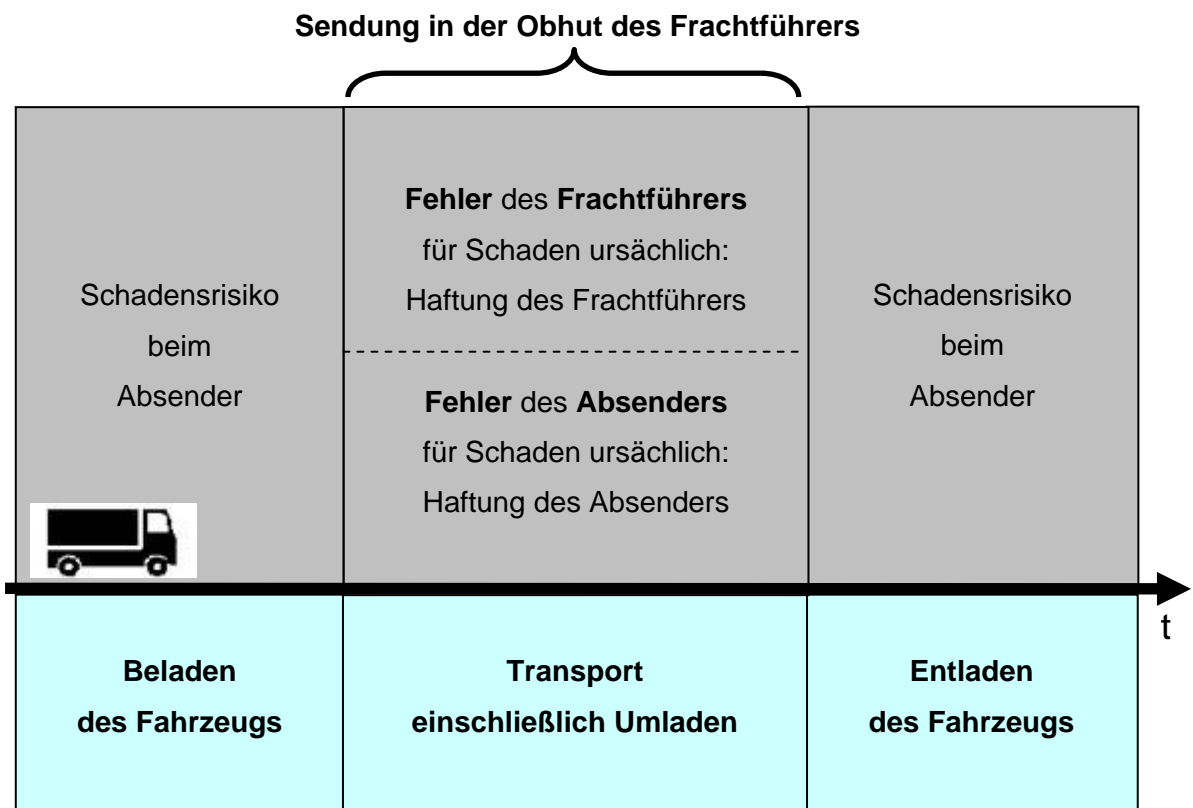 Sendung in der Obhut des Frachtführers
Schadensrisiko
beim
Absender
Fehler des Frachtführers
für Schaden ursächlich:
Haftung des Frachtführers
Fehler des Absenders
für Schaden ursächlich:
Haftung des Absenders
Schadensrisiko
beim
Absender
t
Beladen
des Fahrzeugs
Transport
einschließlich Umladen
Entladen
des Fahrzeugs